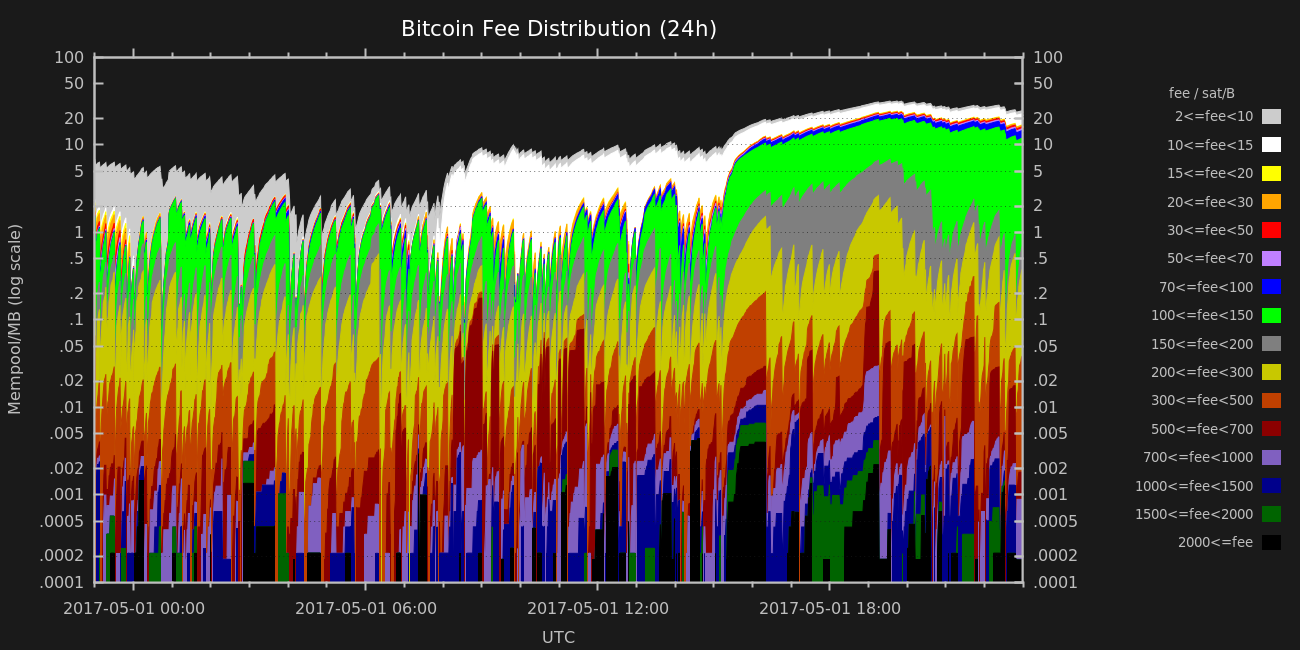 Bitcoin Fee Distribution (24h)
Mempool/MB (log scale)
100
50
20
10
5
2
1
.5
.2
.1
.05
.02
.01
.005
.002
.001
.0005
.0002
.0001
100
50
20
10
5
2
1
.5
.2
.1
.05
.02
.01
.005
.002
.001
.0005
.0002
.0001
2017-05-01 00:00 2017-05-01 06:00 2017-05-01 12:00 2017-05-01 18:00
UTC
fee / sat/B
2<=fee<10
10<=fee<15
15<=fee<20
20<=fee<30
30<=fee<50
50<=fee<70
70<=fee<100
100<=fee<150
150<=fee<200
200<=fee<300
300<=fee<500
500<=fee<700
700<=fee<1000
1000<=fee<1500
1500<=fee<2000
2000<=fee